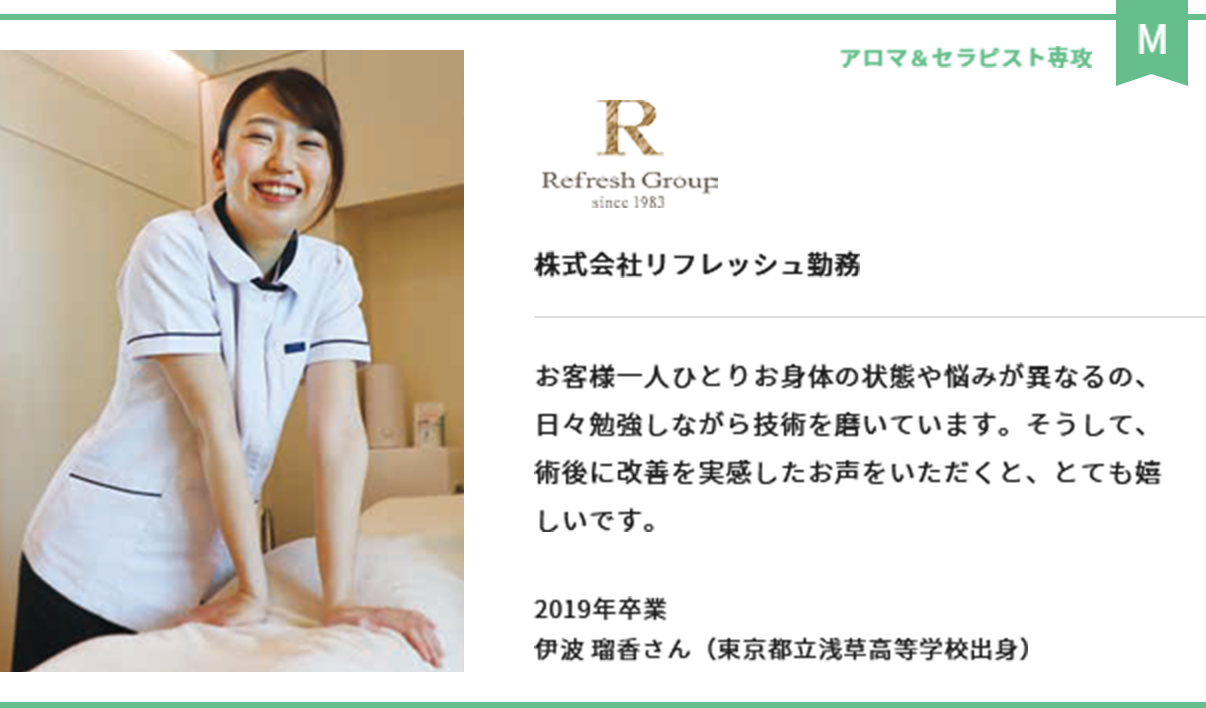 M
アロマ＆セラピスト専攻
R
Refresh Group
since 1983
株式会社リフレッシュ勤務
お客様一人ひとりお身体の状態や悩みが異なるの、
日々勉強しながら技術を磨いています。そうして、
術後に改善を実感したお声をいただくと、とても嬉
しいです。
2019年卒業
伊波 瑠香さん（東京都立浅草高等学校出身）